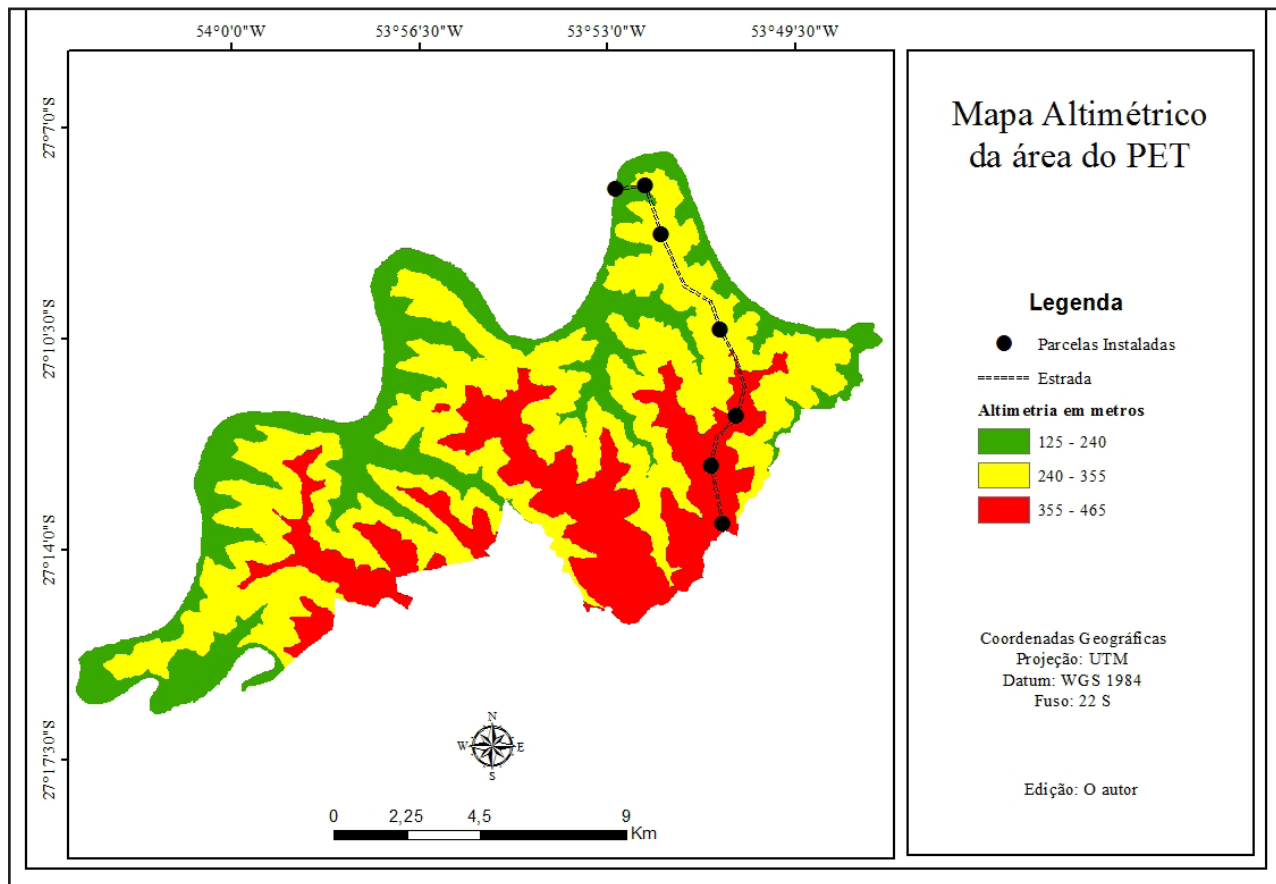 54°0'0"W
53°56'30"W
53°53'0"W
53°49'30"W
27°7'0"S
27°10'30"S
27°14'0"S
27°17'30"S
N
W
E
S
0
2,25
4,5
9
Km
Mapa Altimétrico
da área do PET
Legenda
Parcelas Instaladas
Estrada
Altimetria em metros
125 - 240
240 - 355
355 - 465
Coordenadas Geográficas
Projeção: UTM
Datum: WGS 1984
Fuso: 22 S
Edição: O autor